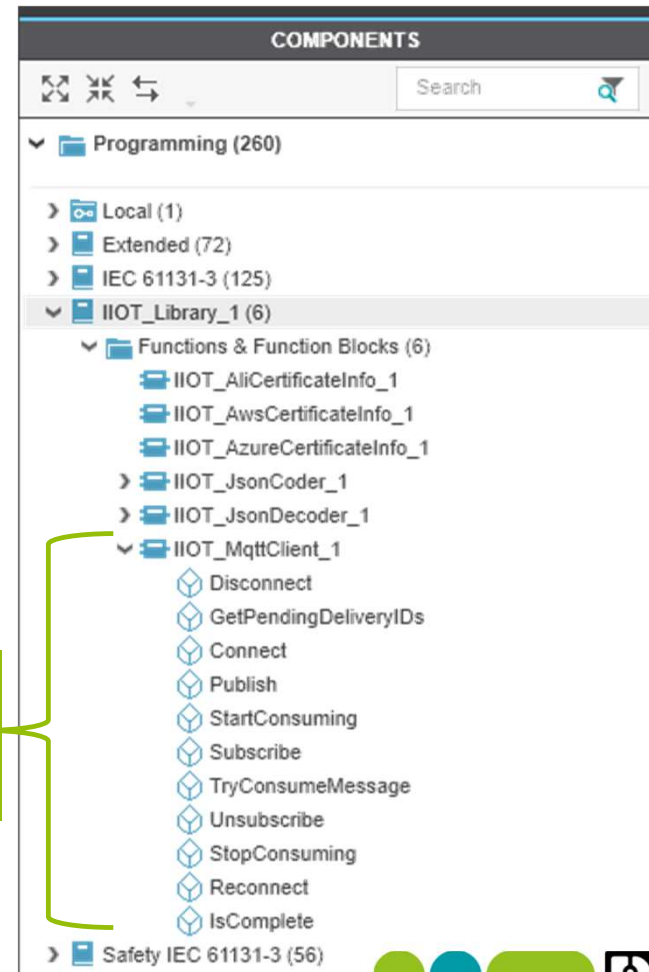 COMPONENTS
Search
Programming (260)
Local (1)
Extended (72)
IEC 61131-3 (125)
IIOT_Library_1 (6)
Functions & Function Blocks (6)
IIOT_AliCertificateInfo_1
IIOT_AwsCertificateInfo_1
IIOT_AzureCertificateInfo_1
IIOT_JsonCoder_1
IIOT_JsonDecoder_1
IIOT_MqttClient_1
Disconnect
GetPendingDeliveryIDs
Connect
Publish
StartConsuming
Subscribe
TryConsumeMessage
Unsubscribe
StopConsuming
Reconnect
IsComplete
Safety IEC 61131-3 (56)